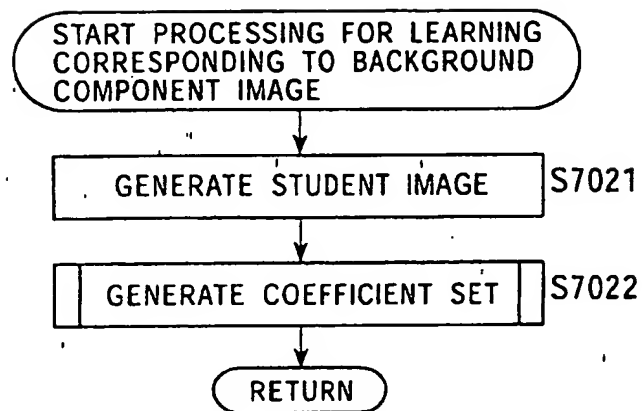 START PROCESSING FOR LEARNING
CORRESPONDING TO BACKGROUND
COMPONENT IMAGE
GENERATE STUDENT IMAGE S7021
GENERATE COEFFICIENT SET S7022
RETURN